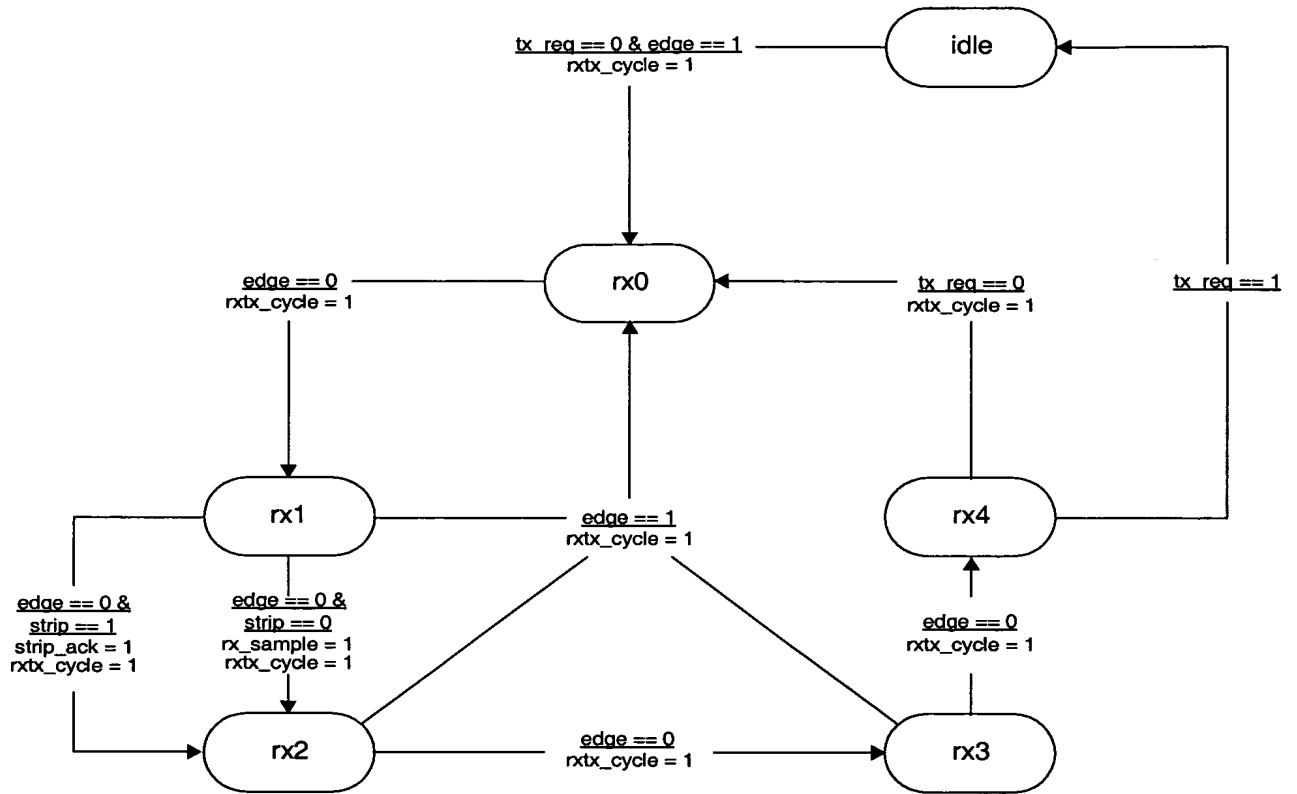 idle
tx_req == 0 & edge == 1
rxtx_cycle = 1
rx0
edge == 0
rxtx_cycle = 1
tx_req == 0
rxtx_cycle = 1
tx_req == 1
rx1
edge == 1
rxtx_cycle = 1
rx4
edge == 0 &
strip == 1
strip_ack = 1
rxtx_cycle = 1
edge == 0 &
strip == 0
rx_sample = 1
rxtx_cycle = 1
edge == 0
rxtx_cycle = 1
rx2
edge == 0
rxtx_cycle = 1
rx3